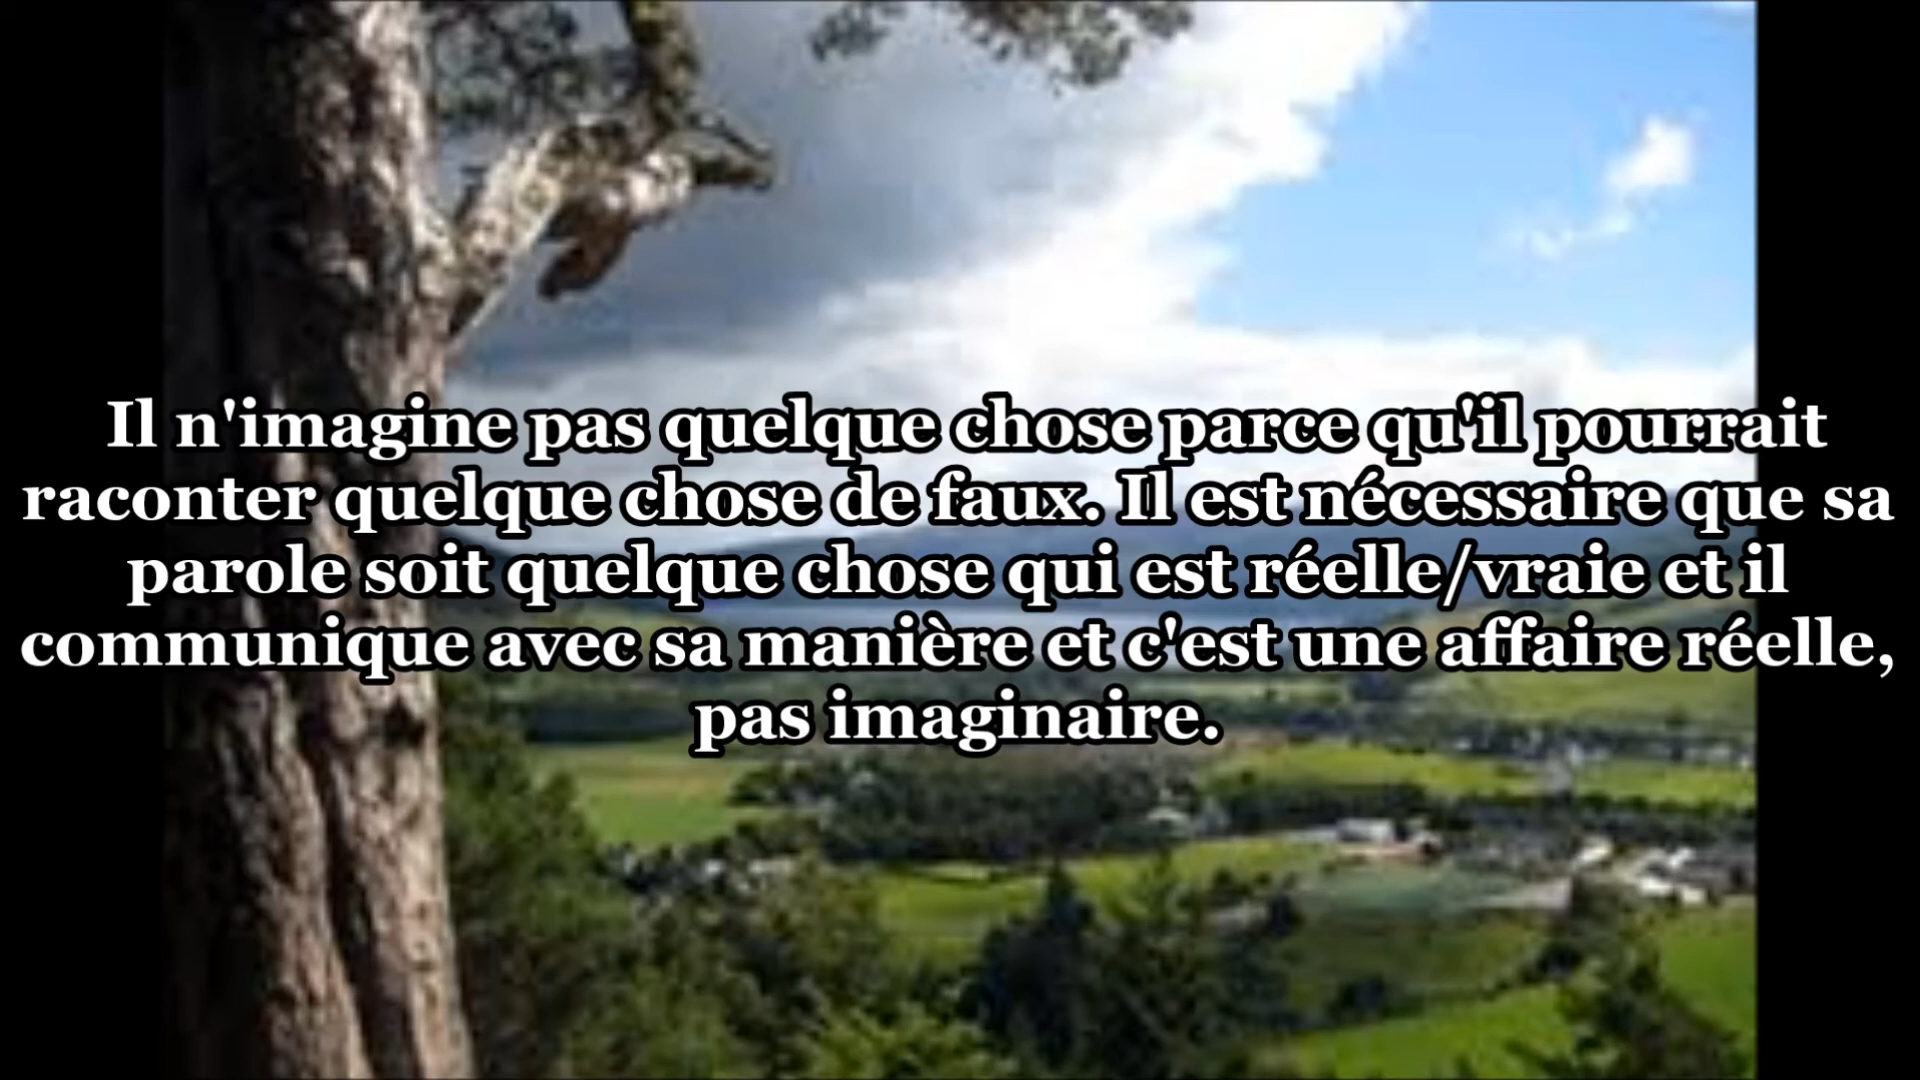 Il n'imagine pas quelque chose parce qu'il pourrait
raconter quelque chose de faux. Il est nécessaire que sa
parole soit quelque chose qui est réelle/vraie et il
communique avec sa manière et c'est une affaire réelle,
pas imaginaire.